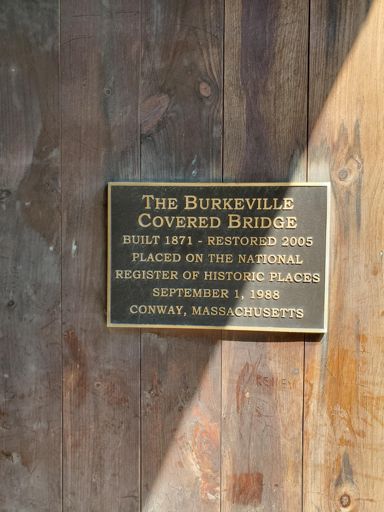 THE BURKEVILLE
COVERED BRIDGE
BUILT 1871 - RESTORED 2005
PLACED ON THE NATIONAL
REGISTER OF HISTORIC PLACES
SEPTEMBER 1, 1988
CONWAY, MASSACHUSETTS